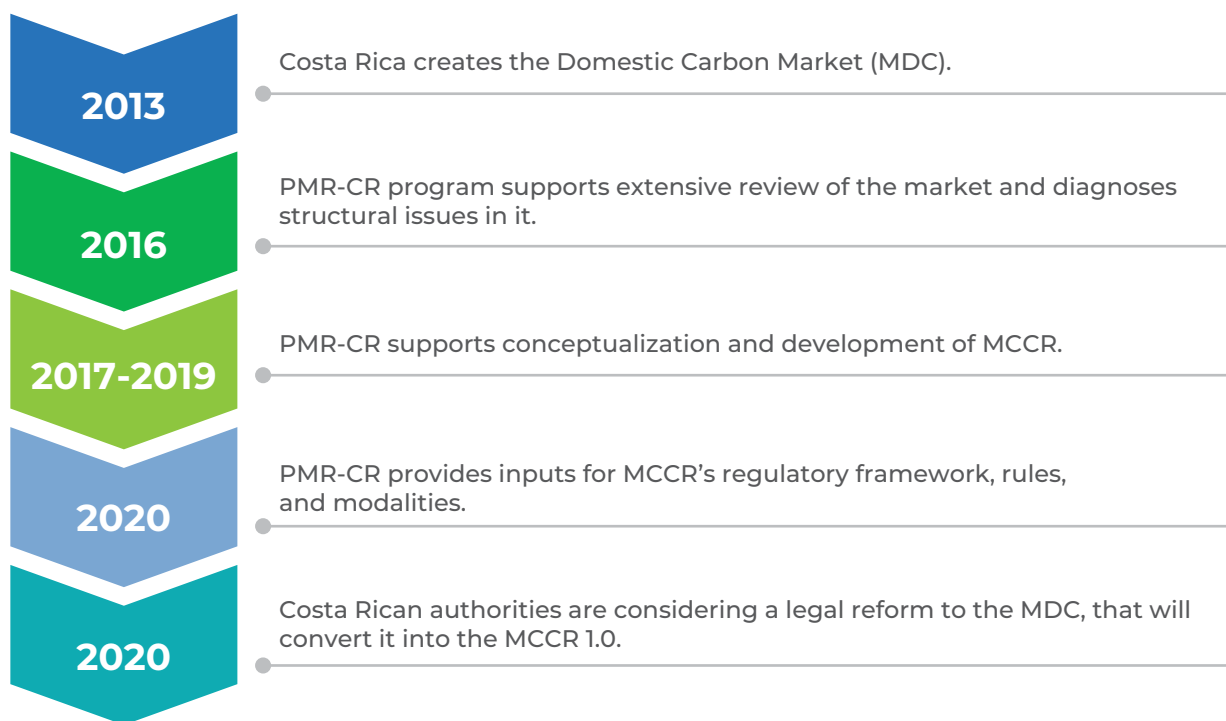 2013
Costa Rica creates the Domestic Carbon Market (MDC).
2016
PMR-CR program supports extensive review of the market and diagnoses
structural issues in it.
2017-2019
PMR-CR supports conceptualization and development of MCCR.
2020
PMR-CR provides inputs for MCCR’s regulatory framework, rules,
and modalities.
2020
Costa Rican authorities are considering a legal reform to the MDC, that will
convert it into the MCCR 1.0.